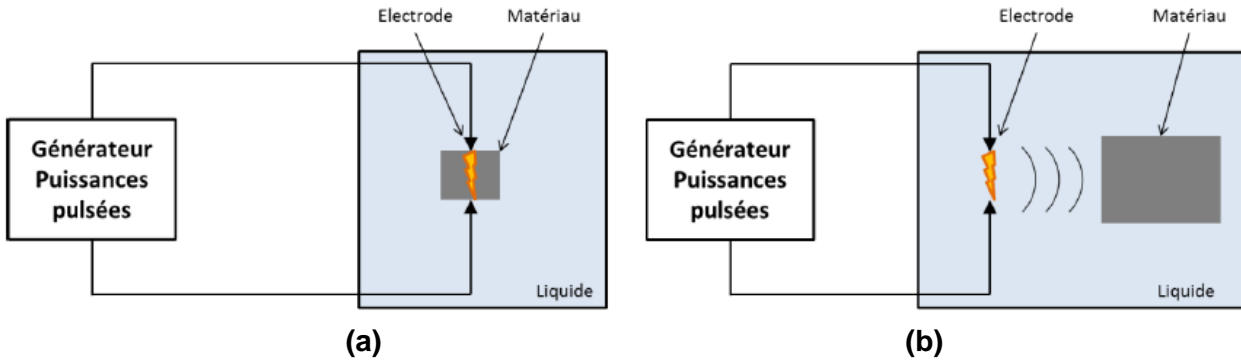 Electrode
Matériau
Générateur
Puissances
pulsées
Liquide
(a)
Electrode
Matériau
Générateur
Puissances
pulsées
Liquide
(b)